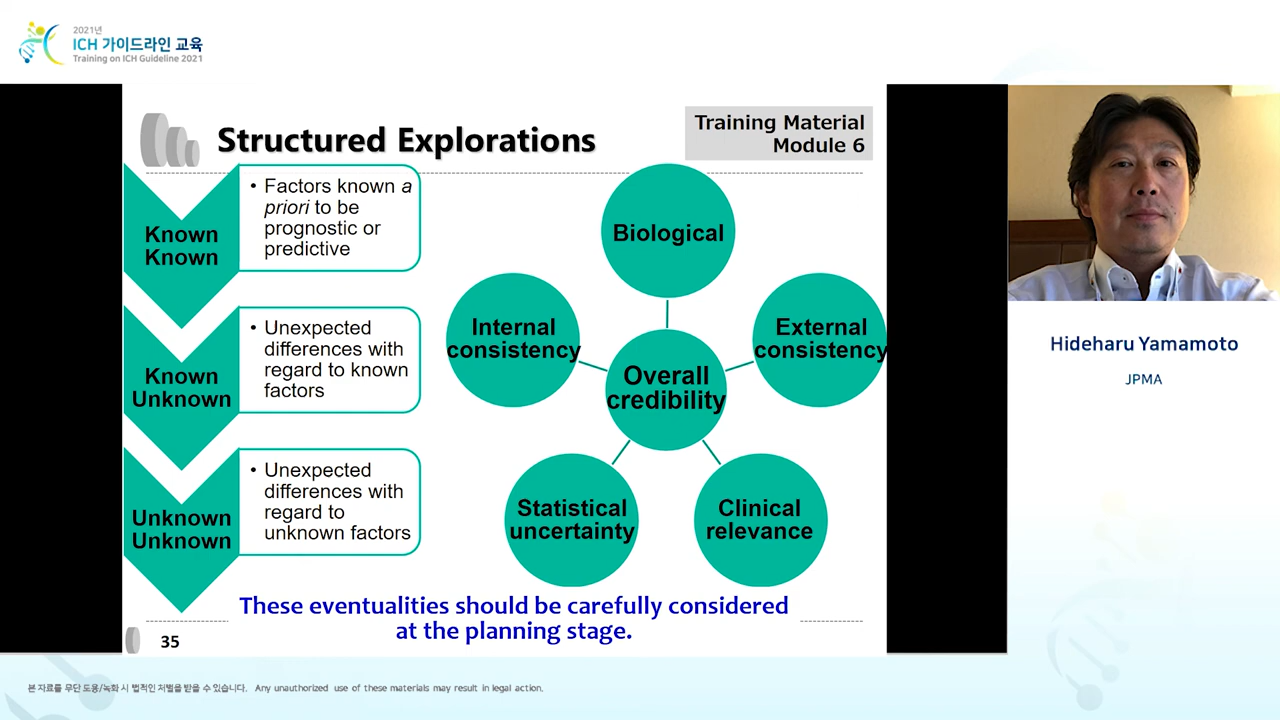 2021년
ICH 가이드라인 교육
Training on ICH Guideline 2021
Structured Explorations
Training Material
Module 6
Known
Known
• Factors known a
priori to be
prognostic or
predictive
Known
Unknown
• Unexpected
differences with
regard to known
factors
Unknown
Unknown
• Unexpected
differences with
regard to
unknown factors
Biological
Internal
consistency
External
consistency
Overall
credibility
Statistical
uncertainty
Clinical
relevance
These eventualities should be carefully considered
at the planning stage.
35
Hideharu Yamamoto
JPMA
본 자료를 무단 도용/녹화 시 법적인 처벌을 받을 수 있습니다. Any unauthorized use of these materials may result in legal action.